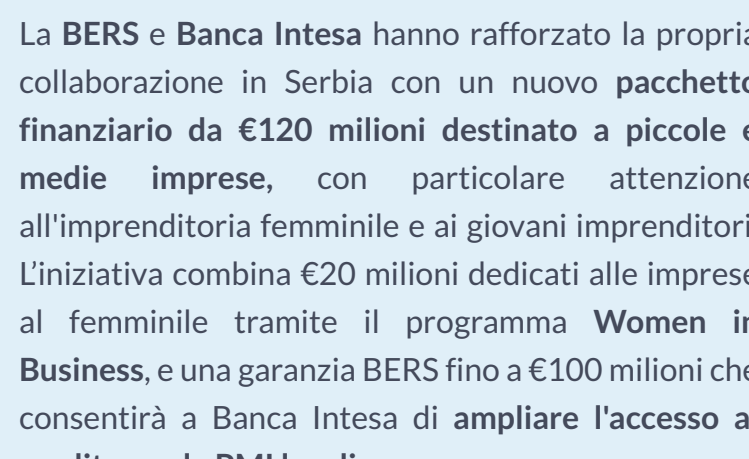 La BERS e Banca Intesa hanno rafforzato la propria
collaborazione in Serbia con un nuovo pacchetto
finanziario da €120 milioni destinato a piccole e
medie imprese, con particolare attenzione
all'imprenditoria femminile e ai giovani imprenditori
L'iniziativa combina €20 milioni dedicati alle imprese
al femminile tramite il programma Women in
Business, e una garanzia BERS fino a €100 milioni che
consentirà a Banca Intesa di ampliare l'accesso a